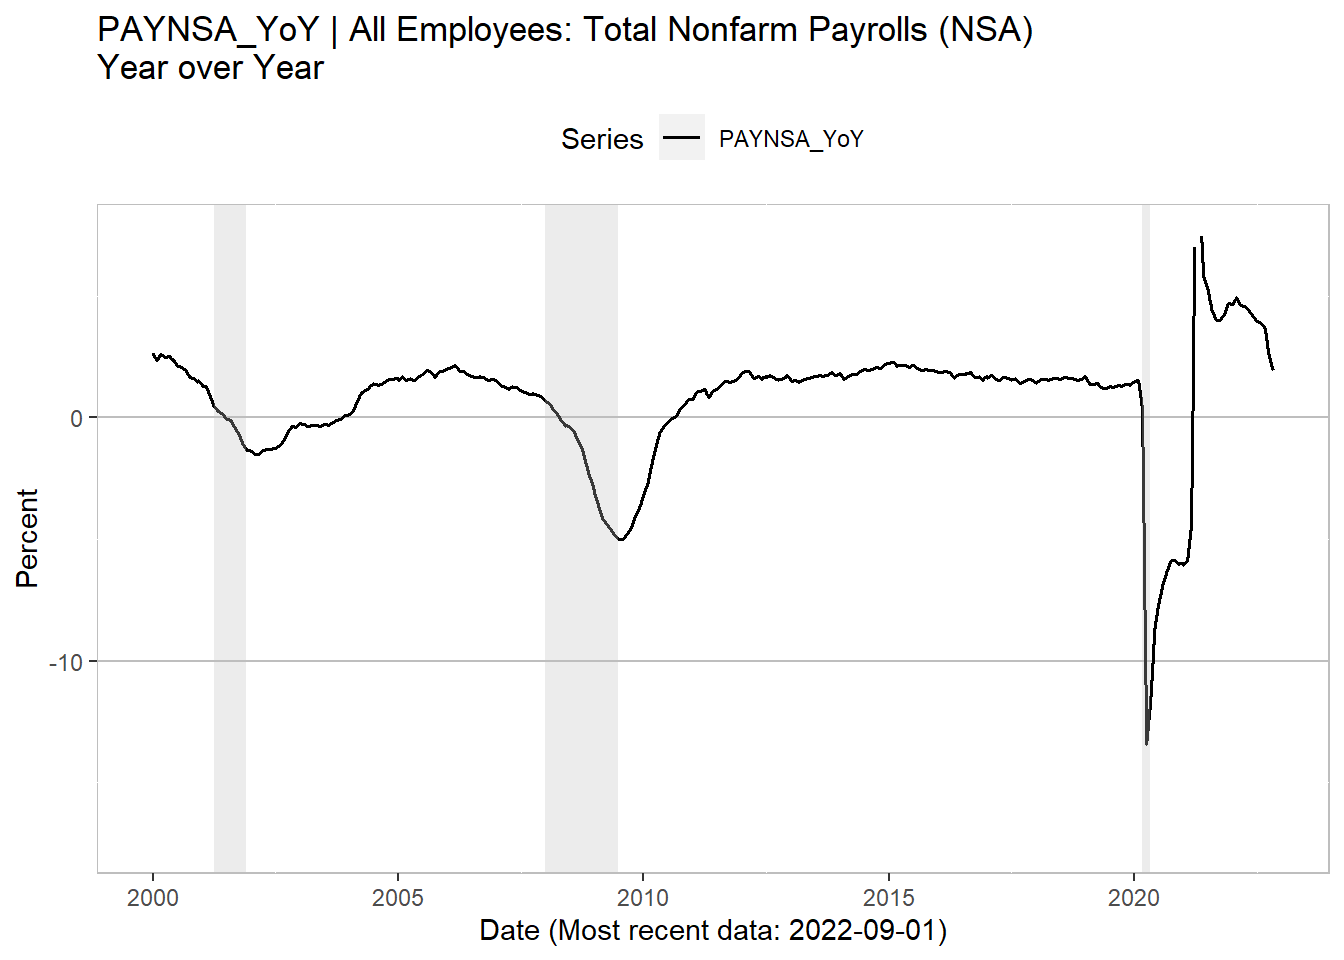 PAYNSA_YoY | All Employees: Total Nonfarm Payrolls (NSA)
Year over Year
Series PAYNSA_YoY
0
-10
Percent
2000 2005 2010 2015 2020
Date (Most recent data: 2022-09-01)